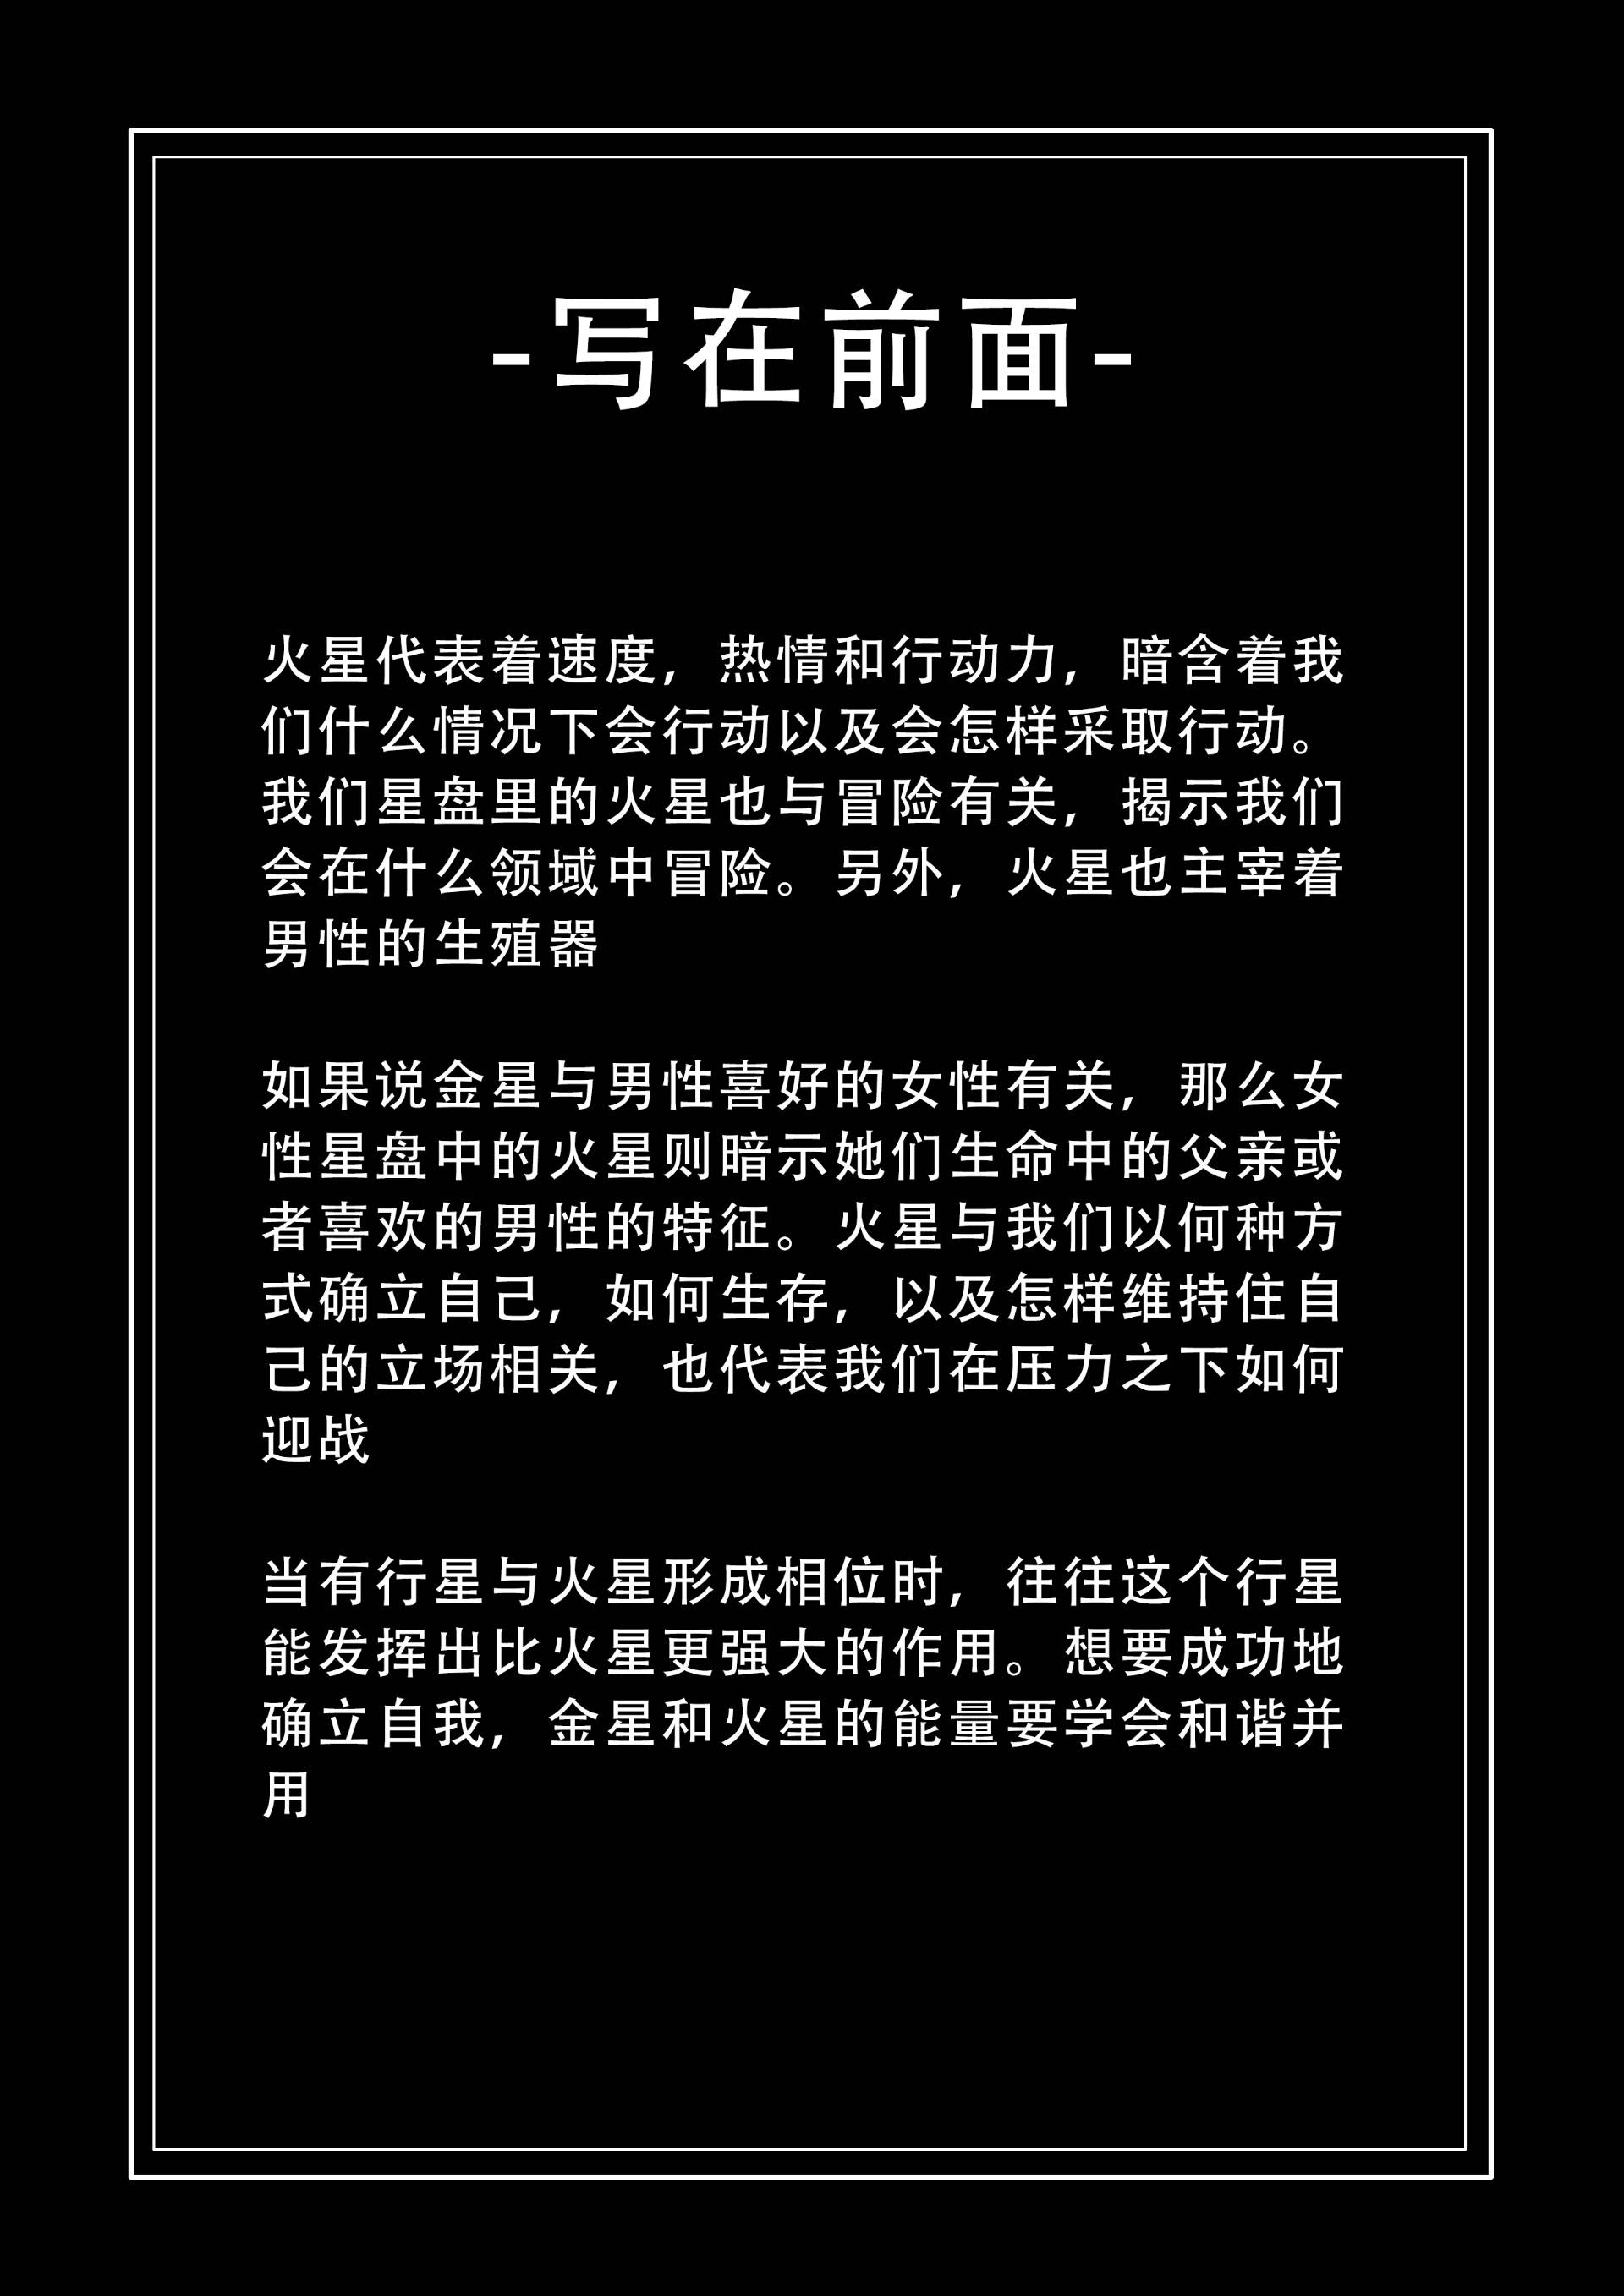 -写在前面-
火星代表着速度，热情和行动力，暗含着我
们什么情况下会行动以及会怎样采取行动。
我们星盘里的火星也与冒险有关，揭示我们
会在什么领域中冒险。另外，火星也主宰着
男性的生殖器
如果说金星与男性喜好的女性有关，那么女
性星盘中的火星则暗示她们生命中的父亲或
者喜欢的男性的特征。火星与我们以何种方
式确立自己，如何生存，以及怎样维持住自
己的立场相关，也代表我们在压力之下如何
迎战
当有行星与火星形成相位时，往往这个行星
能发挥出比火星更强大的作用。想要成功地
确立自我，金星和火星的能量要学会和谐并
用